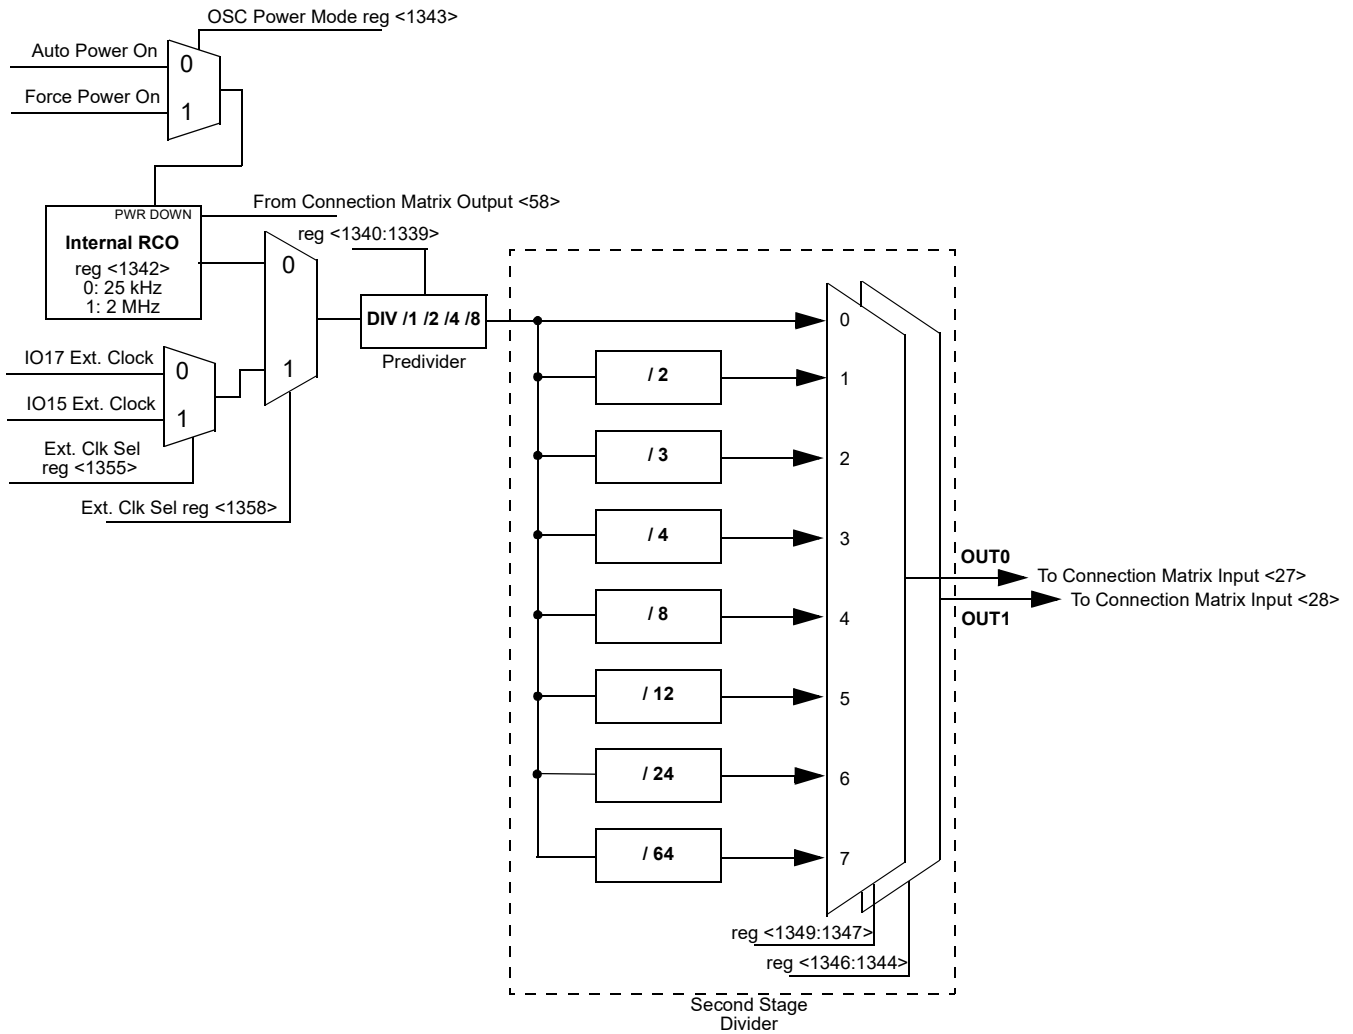 OSC Power Mode reg <1343>
Auto Power On
0
Force Power On
1
PWR DOWN
From Connection Matrix Output <58>
Internal RCO
reg <1342>
0: 25 kHz
1: 2 MHz
reg <1340:1339>
0
1
DIV /1 /2 /4 /8
Predivider
IO17 Ext. Clock
0
IO15 Ext. Clock
1
Ext. Clk Sel
reg <1355>
Ext. Clk Sel reg <1358>
0
/ 2
1
/ 3
2
/ 4
3
/ 8
4
/ 12
5
/ 24
6
/ 64
7
OUT0
To Connection Matrix Input <27>
To Connection Matrix Input <28>
OUT1
reg <1349:1347>
reg <1346:1344>
Second Stage
Divider